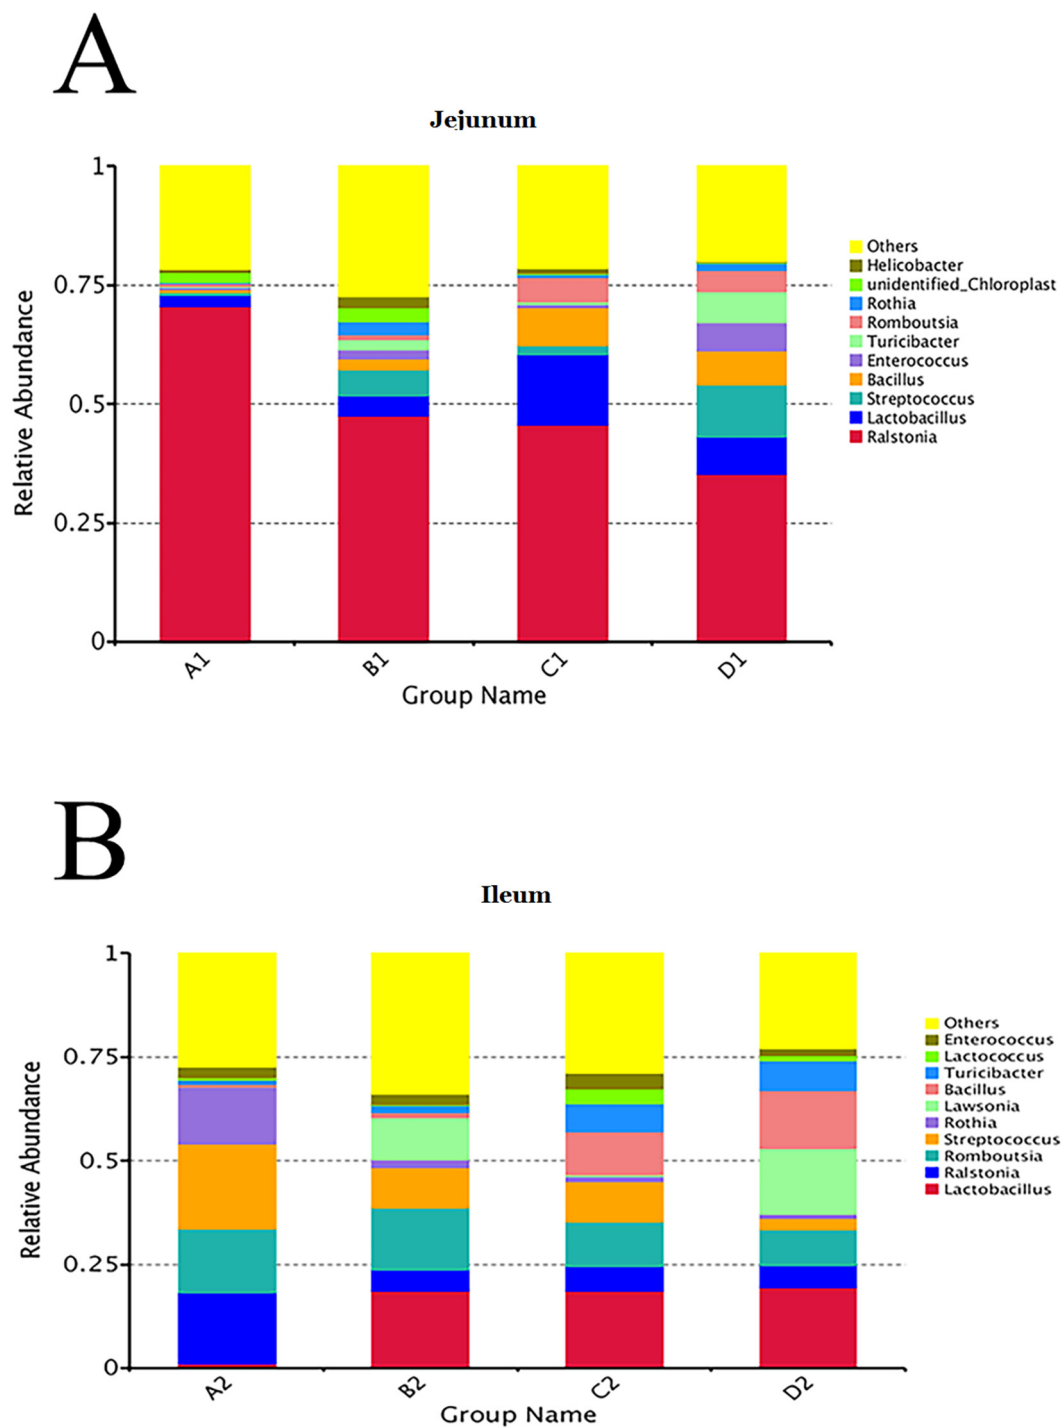 A
Jejunum
1
0.75
0.5
0.25
0
Relative Abundance
A1
B1
C1
D1
Group Name
Others
Helicobacter
unidentified_Chloroplast
Rothia
Romboutsia
Turicibacter
Enterococcus
Bacillus
Streptococcus
Lactobacillus
Ralstonia
B
Ileum
1
0.75
0.5
0.25
0
Relative Abundance
A2
B2
C2
D2
Group Name
Others
Enterococcus
Lactococcus
Turicibacter
Bacillus
Lawsonia
Rothia
Streptococcus
Romboutsia
Ralstonia
Lactobacillus